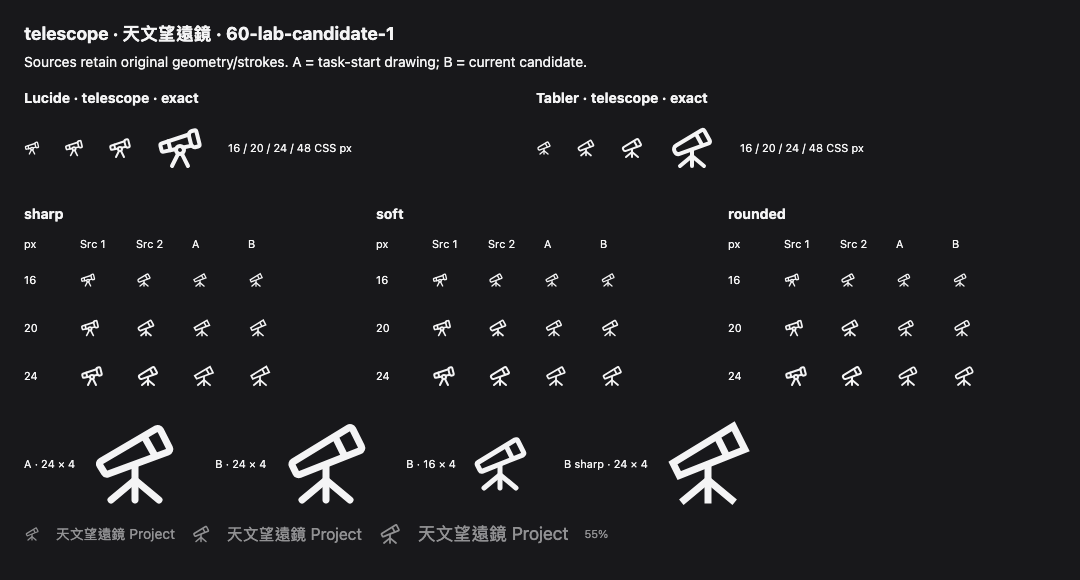 telescope · 天文望遠鏡 · 60-lab-candidate-1
Sources retain original geometry/strokes. A = task-start drawing; B = current candidate.
Lucide · telescope · exact
Tabler · telescope · exact
16 / 20 / 24 / 48 CSS px
16 / 20 / 24 / 48 CSS px
sharp
soft
rounded
px Src 1 Src 2 A B
px Src 1 Src 2 A B
px Src 1 Src 2 A B
16
16
16
20
20
20
24
24
24
A · 24 × 4
B · 24 × 4
B · 16 × 4
B sharp · 24 × 4
天文望遠鏡 Project
天文望遠鏡 Project
天文望遠鏡 Project
55%